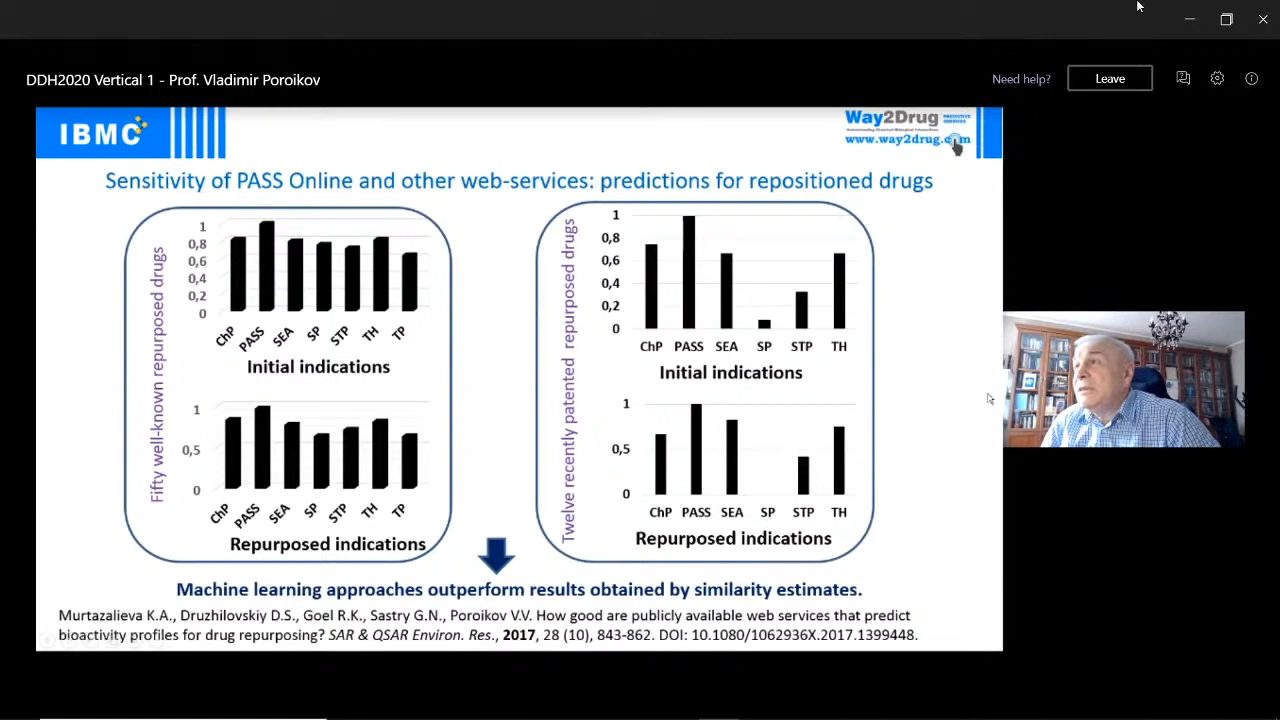 DDH2020 Vertical 1 - Prof. Vladimir Poroikov
Need help?
Leave
IBMC
Way2Drug PREDICTIVE SERVICES
www.way2drug.com
Sensitivity of PASS Online and other web-services: predictions for repositioned drugs
Fifty well-known repurposed drugs
1
0,8
0,6
0,4
0,2
0
ChP PASS SEA SP STP TH TP
Initial indications
1
0,5
0
ChP PASS SEA SP STP TH TP
Repurposed indications
Twelve recently patented repurposed drugs
1
0,8
0,6
0,4
0,2
0
ChP PASS SEA SP STP TH
Initial indications
1
0,5
0
ChP PASS SEA SP STP TH
Repurposed indications
Machine learning approaches outperform results obtained by similarity estimates.
Murtazalieva K.A., Druzhilovskiy D.S., Goel R.K., Sastry G.N., Poroikov V.V. How good are publicly available web services that predict
bioactivity profiles for drug repurposing? SAR & QSAR Environ. Res., 2017, 28 (10), 843-862. DOI: 10.1080/1062936X.2017.1399448.